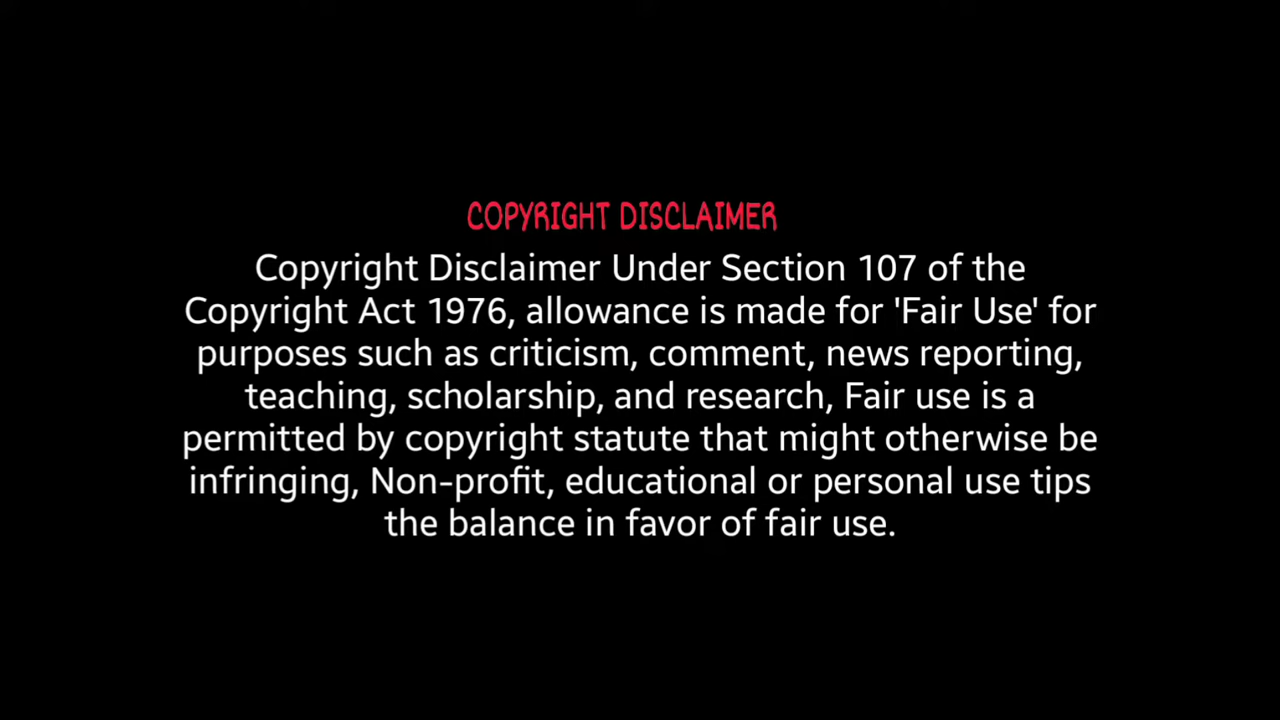 COPYRIGHT DISCLAIMER
Copyright Disclaimer Under Section 107 of the
Copyright Act 1976, allowance is made for 'Fair Use' for
purposes such as criticism, comment, news reporting,
teaching, scholarship, and research, Fair use is a
permitted by copyright statute that might otherwise be
infringing, Non-profit, educational or personal use tips
the balance in favor of fair use.